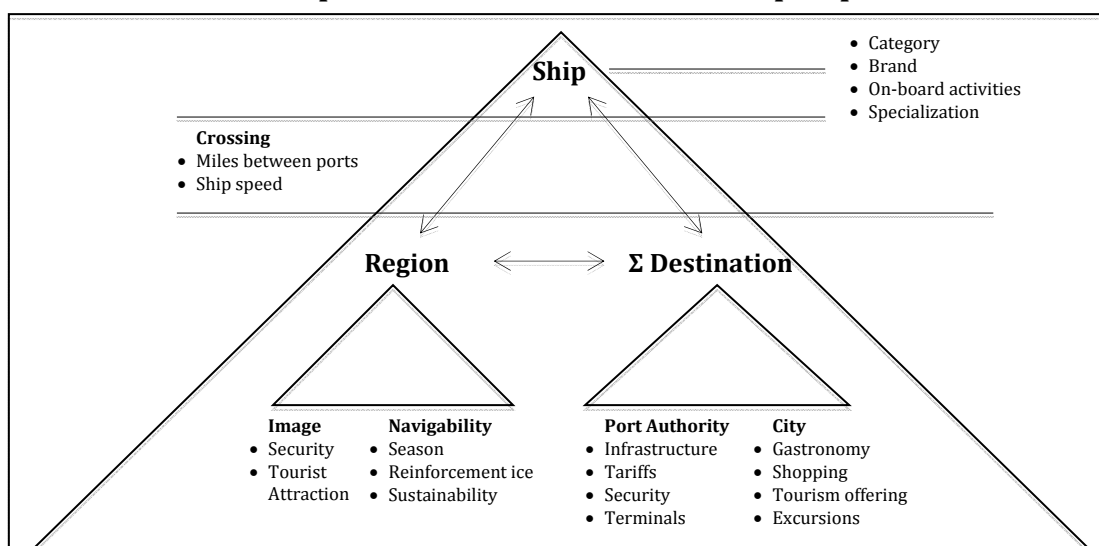 Ship
• Category
• Brand
• On-board activities
• Specialization
Crossing
• Miles between ports
• Ship speed
Region
Σ Destination
Image
• Security
• Tourist
Attraction
Navigability
• Season
• Reinforcement ice
• Sustainability
Port Authority
• Infrastructure
• Tariffs
• Security
• Terminals
City
• Gastronomy
• Shopping
• Tourism offering
• Excursions